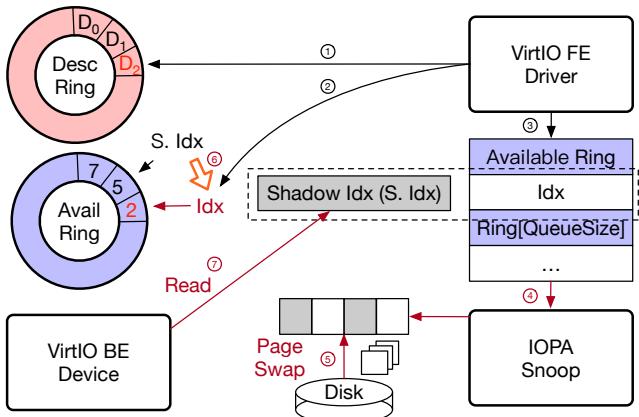 D0
D1
D2
Desc
Ring
①
②
VirtIO FE
Driver
③
S. Idx
⑥
7
5
2
Avail
Ring
Idx
Shadow Idx (S. Idx)
Available Ring
Idx
Ring[QueueSize]
...
⑦
Read
④
VirtIO BE
Device
Page
Swap
⑤
Disk
IOPA
Snoop